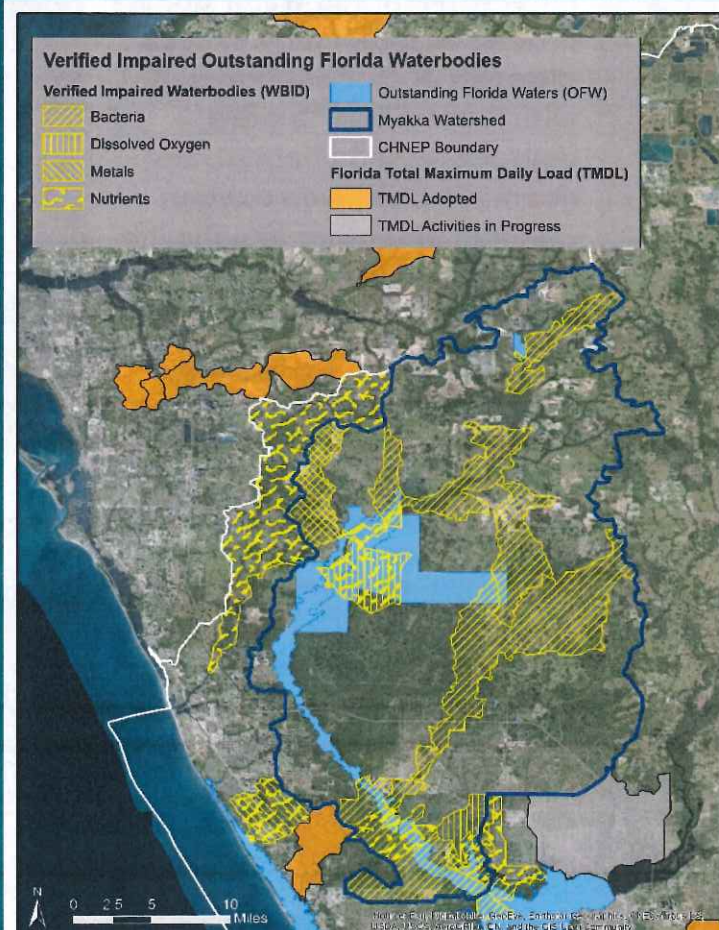 Verified Impaired Outstanding Florida Waterbodies
Verified Impaired Waterbodies (WBID)
Bacteria
Dissolved Oxygen
Metals
Nutrients
Outstanding Florida Waters (OFW)
Myakka Watershed
CHNEP Boundary
Florida Total Maximum Daily Load (TMDL)
TMDL Adopted
TMDL Activities in Progress
N
0 2.5 5 10
Miles